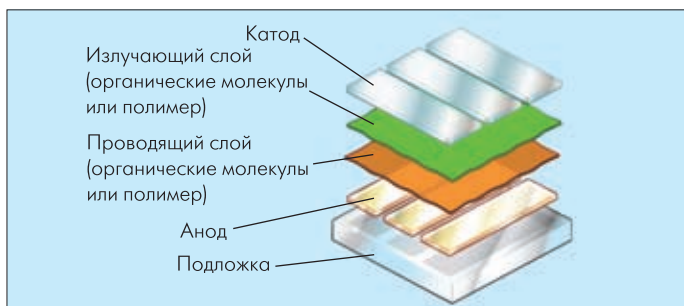 Катод
Излучающий слой
(органические молекулы
или полимер)
Проводящий слой
(органические молекулы
или полимер)
Анод
Подложка